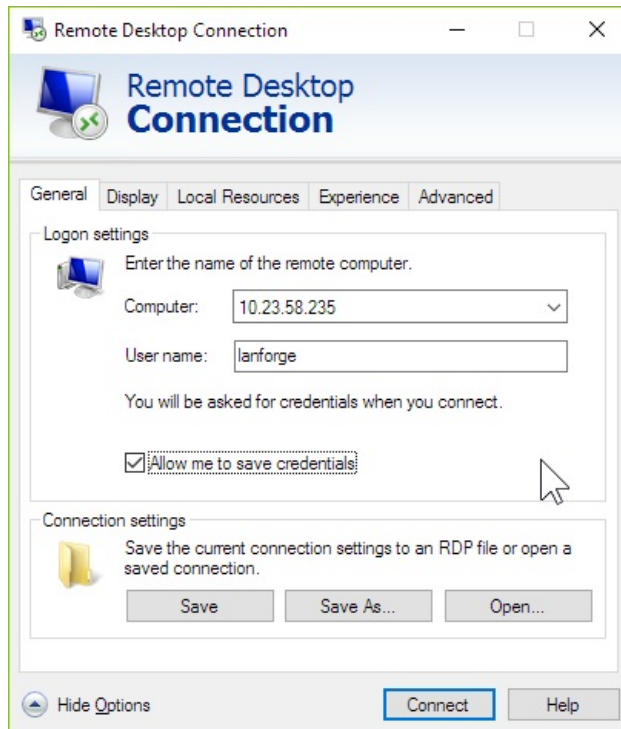 Remote Desktop Connection
Remote Desktop
Connection
General Display Local Resources Experience Advanced
Logon settings
Enter the name of the remote computer.
Computer: 10.23.58.235
User name: lanforge
You will be asked for credentials when you connect.
Allow me to save credentials
Connection settings
Save the current connection settings to an RDP file or open a
saved connection.
Save Save As... Open...
Hide Options Connect Help